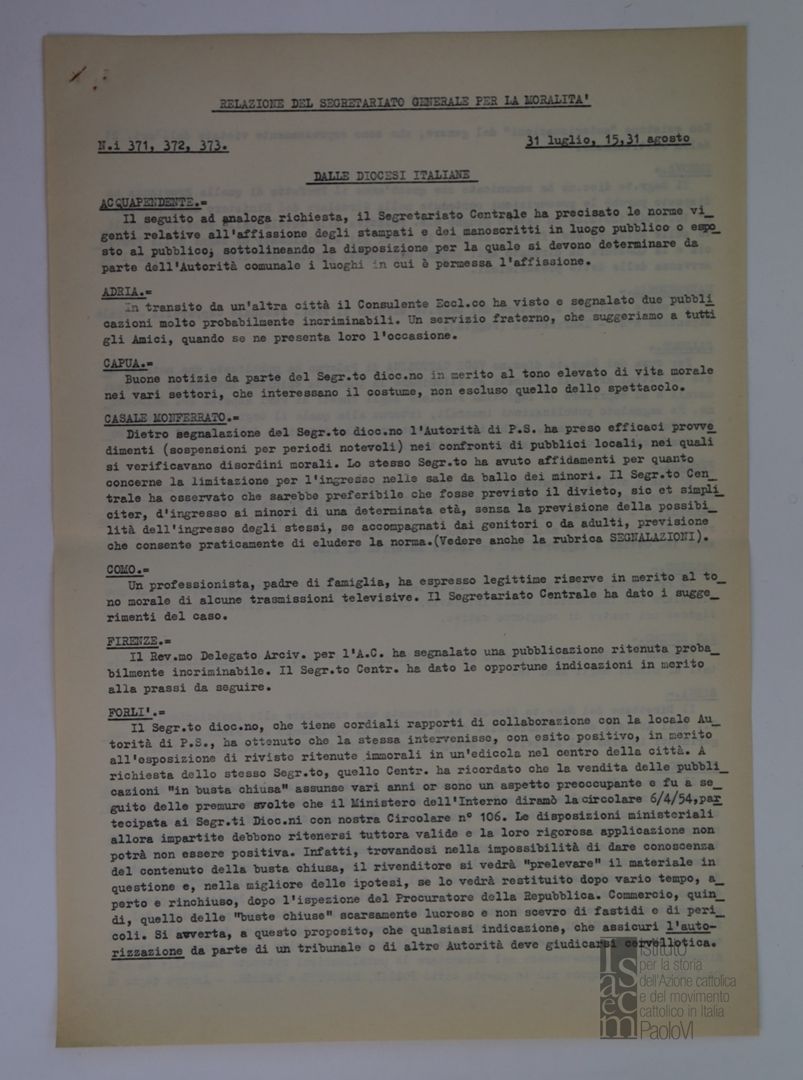 RELAZIONE DEL SEGRETARIATO GENERALE PER LA MORALITA'
N.i 371, 372, 373.
31 luglio, 15,31 agosto
DALLE DIOCESI ITALIANE
ACQUAPENDENTE.=
Il seguito ad analoga richiesta, il Segretariato Centrale ha precisato le norme vi_
genti relative all'affissione degli stampati e dei manoscritti in luogo pubblico o espo_
sto al pubblico, sottolineando la disposizione per la quale si devono determinare da
parte dell'Autorità comunale i luoghi in cui è permessa l'affissione.
ADRIA.=
In transito da un'altra città il Consulente Eccl.co ha visto e segnalato due pubbli_
cazioni molto probabilmente incriminabili. Un servizio fraterno, che suggeriamo a tutti
gli Amici, quando se ne presenta loro l'occasione.
CAPUA.=
Buone notizie da parte del Segr.to dioc.no in merito al tono elevato di vita morale
nei vari settori, che interessano il costume, non escluso quello dello spettacolo.
CASALE MONFERRATO.=
Dietro segnalazione del Segr.to dioc.no l'Autorità di P.S. ha preso efficaci provve_
dimenti (sospensioni per periodi notevoli) nei confronti di pubblici locali, nei quali
si verificavano disordini morali. Lo stesso Segr.to ha avuto affidamenti per quanto
concerne la limitazione per l'ingresso nelle sale da ballo dei minori. Il Segr.to Cen_
trale ha osservato che sarebbe preferibile che fosse previsto il divieto, sic et simpli_
citer, d'ingresso ai minori di una determinata età, senza la previsione della possibi_
lità dell'ingresso degli stessi, se accompagnati dai genitori o da adulti, previsione
che consente praticamente di eludere la norma.(Vedere anche la rubrica SEGNALAZIONI).
COMO.=
Un professionista, padre di famiglia, ha espresso legittime riserve in merito al to_
no morale di alcune trasmissioni televisive. Il Segretariato Centrale ha dato i sugge_
rimenti del caso.
FIRENZE.=
Il Rev.mo Delegato Arciv. per l'A.C. ha segnalato una pubblicazione ritenuta proba_
bilmente incriminabile. Il Segr.to Centr. ha dato le opportune indicazioni in merito
alla prassi da seguire.
FORLI'.=
Il Segr.to dioc.no, che tiene cordiali rapporti di collaborazione con la locale Au_
torità di P.S., ha ottenuto che la stessa intervenisse, con esito positivo, in merito
all'esposizione di riviste ritenute immorali in un'edicola nel centro della città. A
richiesta dello stesso Segr.to, quello Centr. ha ricordato che la vendita delle pubbli_
cazioni "in busta chiusa" assunse vari anni or sono un aspetto preoccupante e fu a se_
guito delle premure svolte che il Ministero dell'Interno diramò la circolare 6/4/54,par_
tecipata ai Segr.ti Dioc.ni con nostra Circolare n° 106. Le disposizioni ministeriali
allora impartite debbono ritenersi tuttora valide e la loro rigorosa applicazione non
potrà non essere positiva. Infatti, trovandosi nella impossibilità di dare conoscenza
del contenuto della busta chiusa, il rivenditore si vedrà "prelevare" il materiale in
questione e, nella migliore delle ipotesi, se lo vedrà restituito dopo vario tempo, a_
perto e rinchiuso, dopo l'ispezione del Procuratore della Repubblica. Commercio, quin_
di, quello delle "buste chiuse" scarsamente lucroso e non scevro di fastidi e di peri_
coli. Si avverta, a questo proposito, che qualsiasi indicazione, che assicuri l'auto-
rizzazione da parte di un tribunale o di altre Autorità deve giudicarsi cervellotica.
isacem
Istituto
per la storia
dell'Azione cattolica
e del movimento
cattolico in Italia
PaoloVI